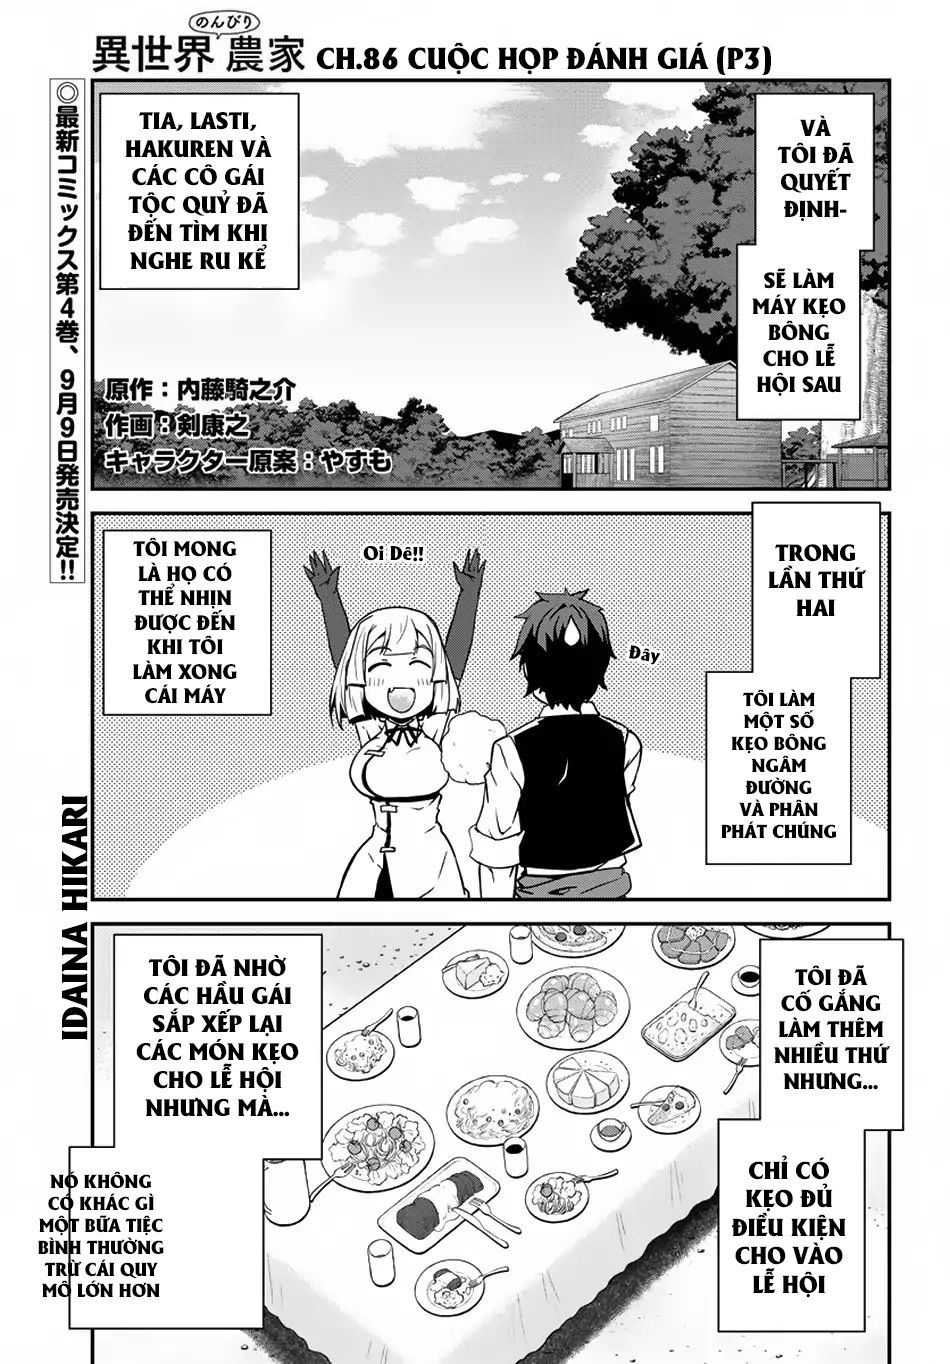 異世界のんびり農家 CH.86 CUỘC HỌP ĐÁNH GIÁ (P3)
◎最新コミックス第4巻、9月9日発売決定!!
VÀ
TÔI ĐÃ
QUYẾT
ĐỊNH-
SẼ LÀM
MÁY KẸO
BÔNG
CHO LỄ
HỘI SAU
TIA, LASTI,
HAKUREN VÀ
CÁC CÔ GÁI
TỘC QUỶ ĐÃ
ĐẾN TÌM KHI
NGHE RU KỂ
原作：内藤騎之介
作画：剣康之
キャラクター原案：やすも
TRONG
LẦN THỨ
HAI
TÔI LÀM
MỘT SỐ
KẸO BÔNG
NGÂM
ĐƯỜNG
VÀ PHÂN
PHÁT CHÚNG
Oi Dê!!
Đây
TÔI MONG
LÀ HỌ CÓ
THỂ NHỊN
ĐƯỢC ĐẾN
KHI TÔI
LÀM XONG
CÁI MÁY
IDAINA HIKARI
TÔI ĐÃ
CỐ GẮNG
LÀM THÊM
NHIỀU THỨ
NHƯNG...
CHỈ CÓ
KẸO ĐỦ
ĐIỀU KIỆN
CHO VÀO
LỄ HỘI
TÔI ĐÃ NHỜ
CÁC HẦU GÁI
SẮP XẾP LẠI
CÁC MÓN KẸO
CHO LỄ HỘI
NHƯNG MÀ...
NÓ KHÔNG
CÓ KHÁC GÌ
MỘT BỮA TIỆC
BÌNH THƯỜNG
TRỪ CÁI QUY
MÔ LỚN HƠN